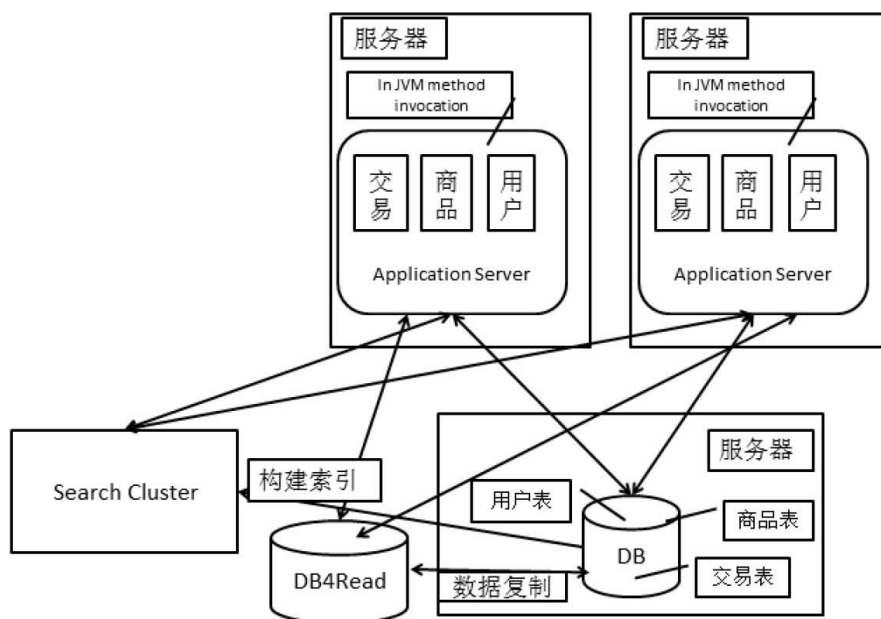 服务器
服务器
In JVM method
invocation
In JVM method
invocation
交易
商品
用户
交易
商品
用户
Application Server
Application Server
服务器
Search Cluster
构建索引
用户表
商品表
DB
DB4Read
数据复制
交易表